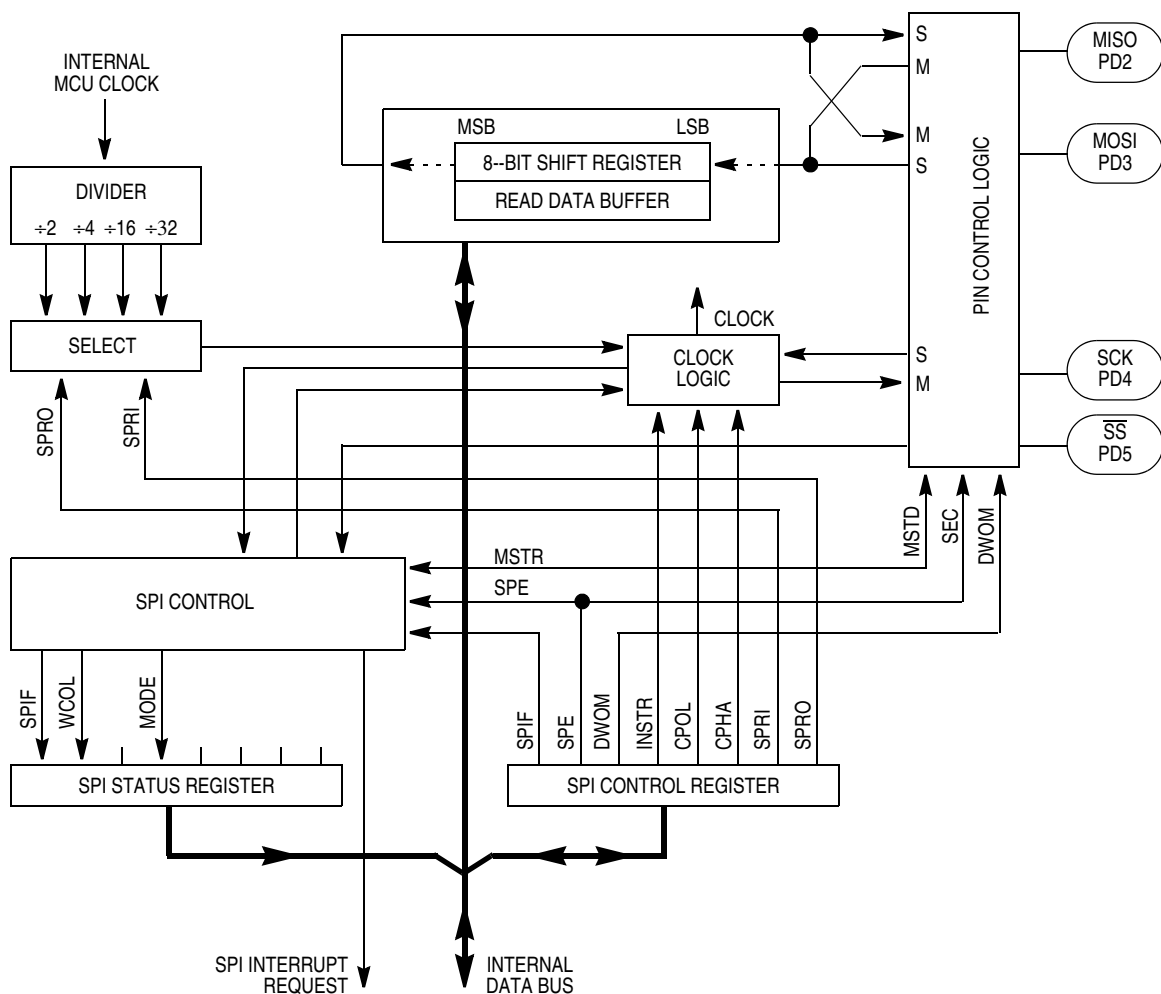 INTERNAL
MCU CLOCK
DIVIDER
÷2 ÷4 ÷16 ÷32
SELECT
SPRO
SPRI
MSB
LSB
8--BIT SHIFT REGISTER
READ DATA BUFFER
S
M
M
S
PIN CONTROL LOGIC
MISO
PD2
MOSI
PD3
CLOCK
CLOCK
LOGIC
S
M
SCK
PD4
SS
PD5
MSTD
SEC
DWOM
MSTR
SPE
SPI CONTROL
SPIF
WCOL
MODE
SPI STATUS REGISTER
SPIF
SPE
DWOM
INSTR
CPOL
CPHA
SPRI
SPRO
SPI CONTROL REGISTER
SPI INTERRUPT
REQUEST
INTERNAL
DATA BUS